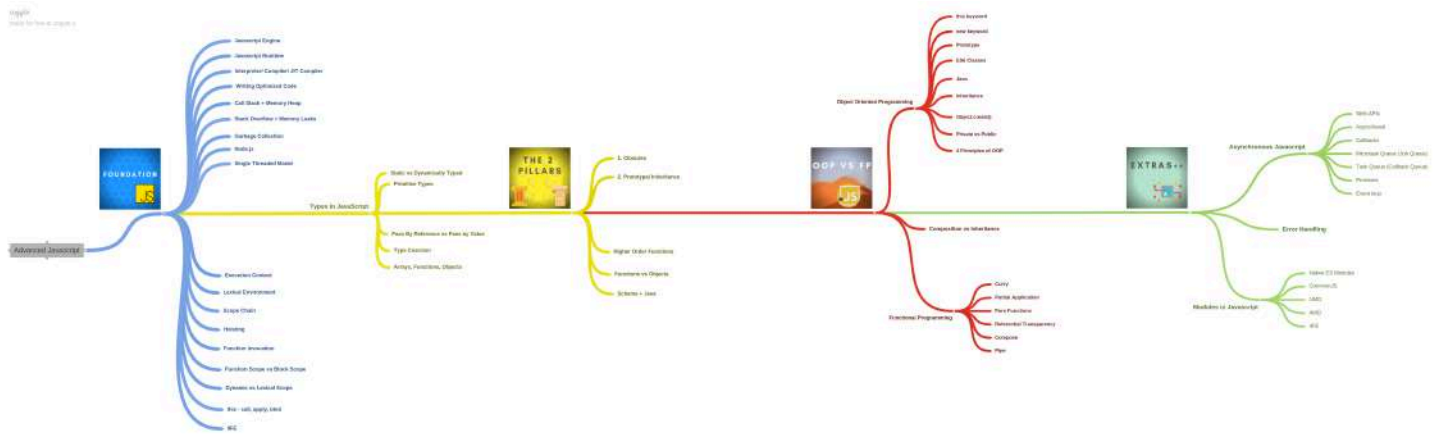 Advanced Javascript
FOUNDATION
JS
Javascript Engine
Javascript Runtime
Interpreter/Compiler/JIT Compiler
Writing Optimized Code
Call Stack + Memory Heap
Stack Overflow + Memory Leaks
Garbage Collection
Node.js
Single Threaded Model
Execution Context
Lexical Environment
Scope Chain
Hoisting
Function Invocation
Function Scope vs Block Scope
Dynamic vs Lexical Scope
this - call, apply, bind
IIFE
Types in JavaScript
Static vs Dynamically Typed
Primitive Types
Pass By Reference vs Pass by Value
Type Coercion
Arrays, Functions, Objects
THE 2
PILLARS
1. Closures
2. Prototypal Inheritance
Higher Order Functions
Functions vs Objects
Scheme + Java
OOP VS FP
JS
Object Oriented Programming
this keyword
new keyword
Prototype
ES6 Classes
Java
Inheritance
Object.create()
Private vs Public
4 Principles of OOP
Composition vs Inheritance
Functional Programming
Curry
Partial Application
Pure Functions
Referential Transparency
Compose
Pipe
EXTRAS++
Asynchronous Javascript
Web APIs
Async/Await
Callbacks
Microtask Queue (Job Queue)
Task Queue (Callback Queue)
Promises
Event loop
Error Handling
Modules in Javascript
Native ES Modules
CommonJS
UMD
AMD
IIFE